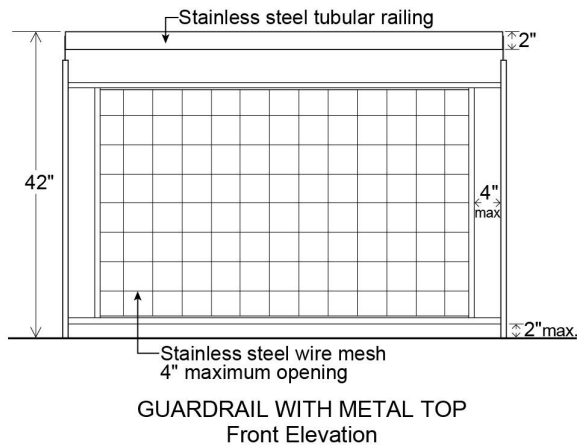 Stainless steel tubular railing
2"
42"
4"
max
2"max.
Stainless steel wire mesh
4" maximum opening
GUARDRAIL WITH METAL TOP
Front Elevation